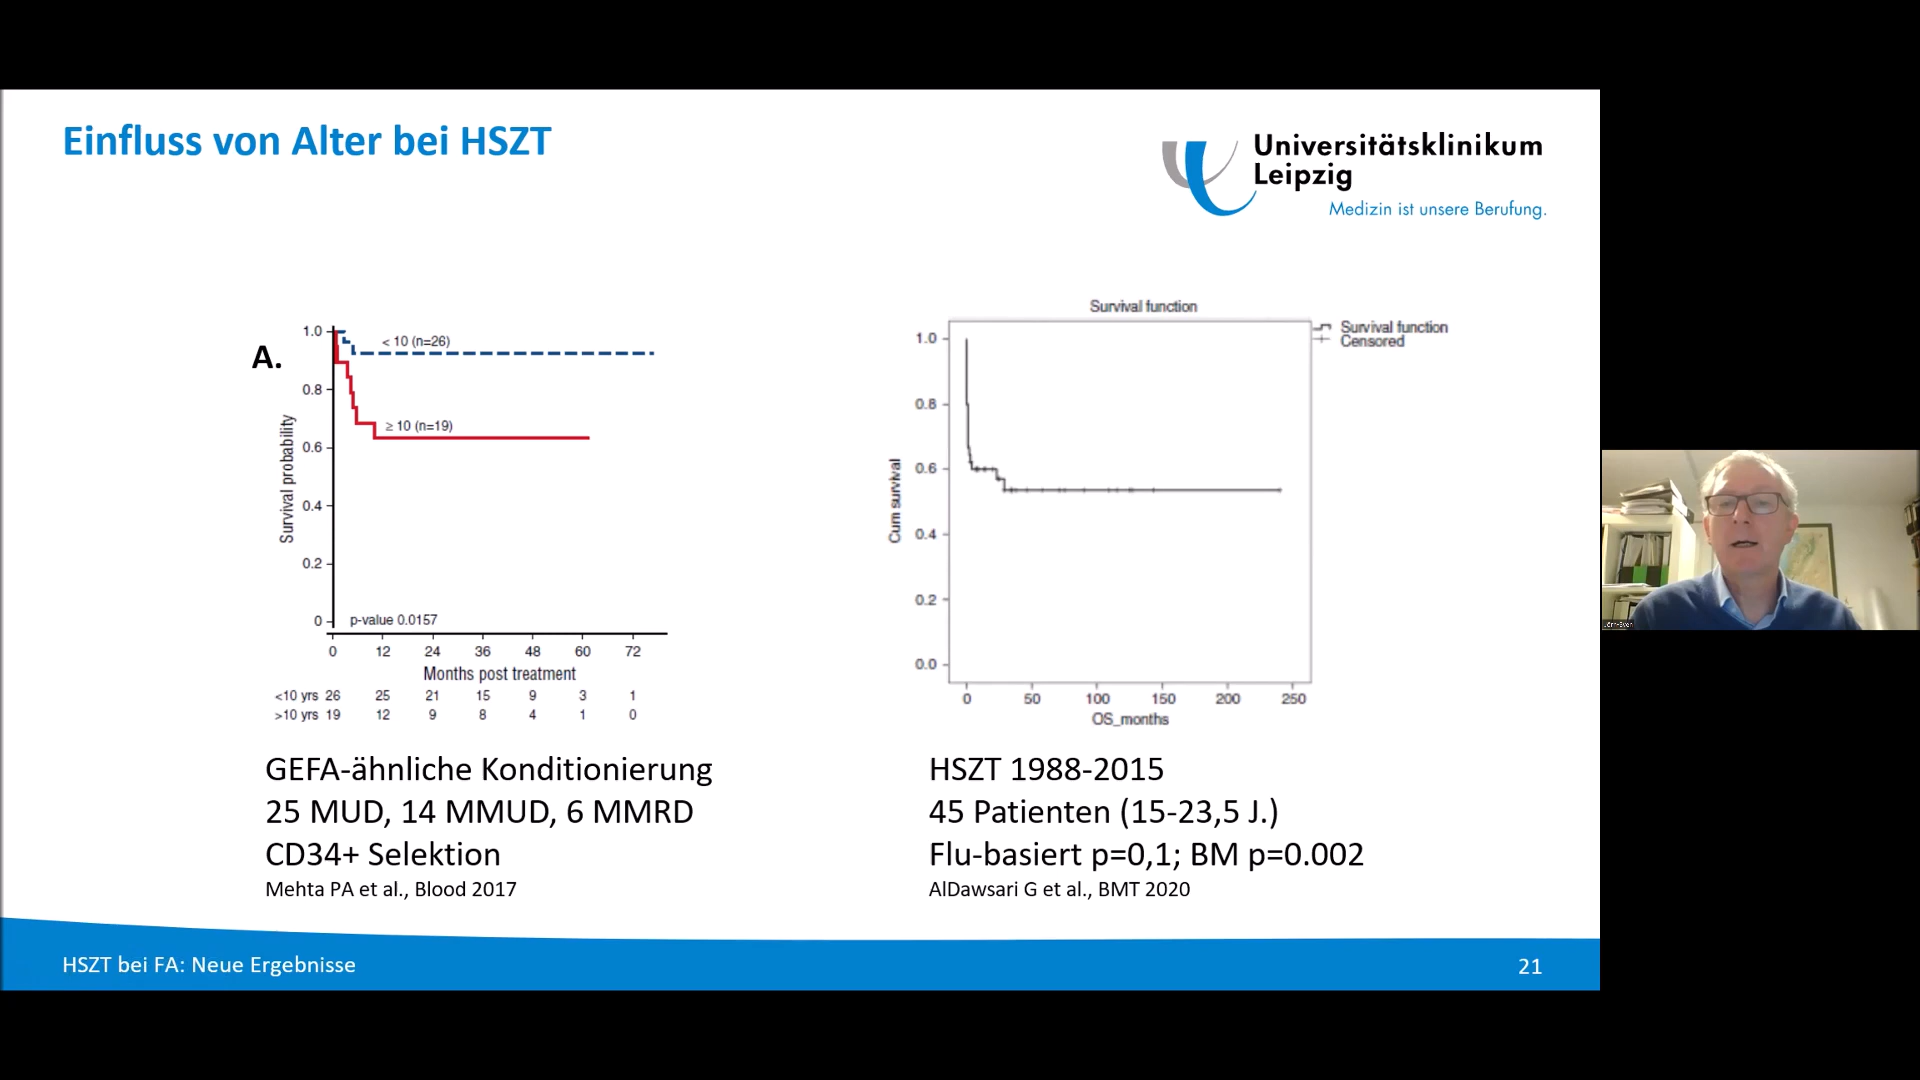 Einfluss von Alter bei HSZT
Universitätsklinikum
Leipzig
Medizin ist unsere Berufung.
A.
Survival probability
1.0
0.8
0.6
0.4
0.2
0
< 10 (n=26)
≥ 10 (n=19)
p-value 0.0157
0 12 24 36 48 60 72
Months post treatment
<10 yrs 26 25 21 15 9 3 1
>10 yrs 19 12 9 8 4 1 0
GEFA-ähnliche Konditionierung
25 MUD, 14 MMUD, 6 MMRD
CD34+ Selektion
Mehta PA et al., Blood 2017
Survival function
Survival function
Censored
Cum survival
1.0
0.8
0.6
0.4
0.2
0.0
0 50 100 150 200 250
OS_months
HSZT 1988-2015
45 Patienten (15-23,5 J.)
Flu-basiert p=0,1; BM p=0.002
AlDawsari G et al., BMT 2020
HSZT bei FA: Neue Ergebnisse
21
Jörn-Sven